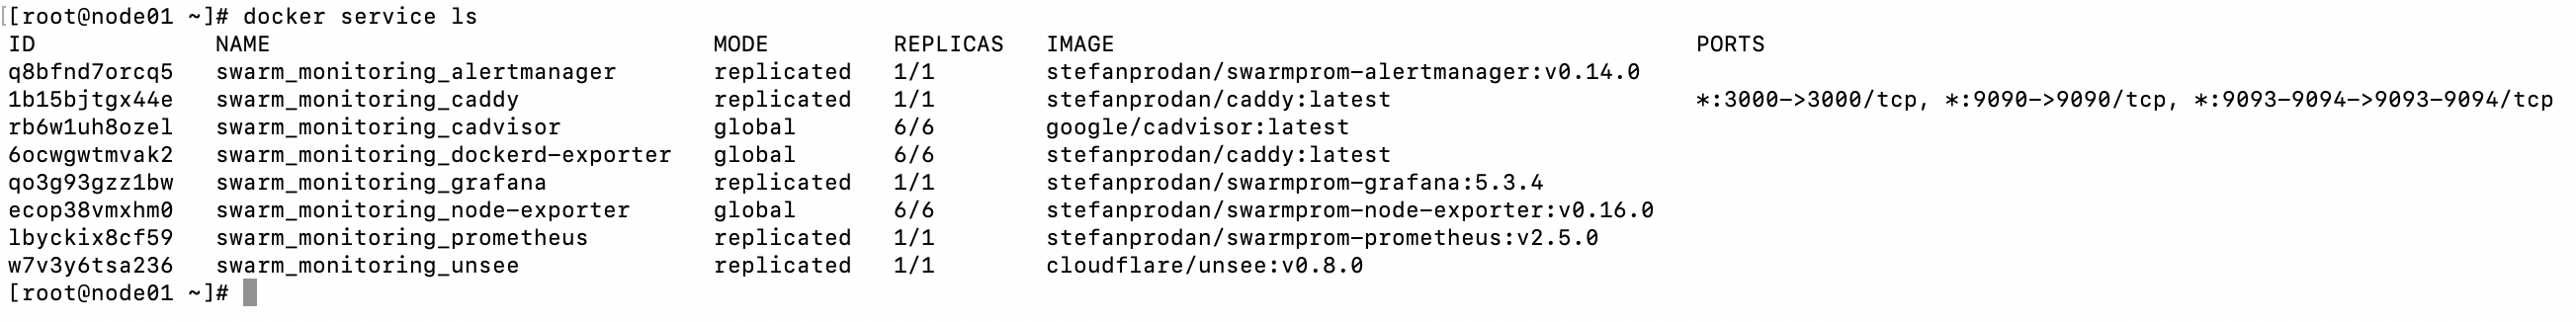 [[root@node01 ~]# docker service ls
ID NAME MODE REPLICAS IMAGE PORTS
q8bfnd7orcq5 swarm_monitoring_alertmanager replicated 1/1 stefanprodan/swarmprom-alertmanager:v0.14.0
1b15bjtgx44e swarm_monitoring_caddy replicated 1/1 stefanprodan/caddy:latest *:3000->3000/tcp, *:9090->9090/tcp, *:9093-9094->9093-9094/tcp
rb6w1uh8ozel swarm_monitoring_cadvisor global 6/6 google/cadvisor:latest
6ocwgwtmvak2 swarm_monitoring_dockerd-exporter global 6/6 stefanprodan/caddy:latest
qo3g93gzz1bw swarm_monitoring_grafana replicated 1/1 stefanprodan/swarmprom-grafana:5.3.4
ecop38vmxhm0 swarm_monitoring_node-exporter global 6/6 stefanprodan/swarmprom-node-exporter:v0.16.0
lbyckix8cf59 swarm_monitoring_prometheus replicated 1/1 stefanprodan/swarmprom-prometheus:v2.5.0
w7v3y6tsa236 swarm_monitoring_unsee replicated 1/1 cloudflare/unsee:v0.8.0
[root@node01 ~]#